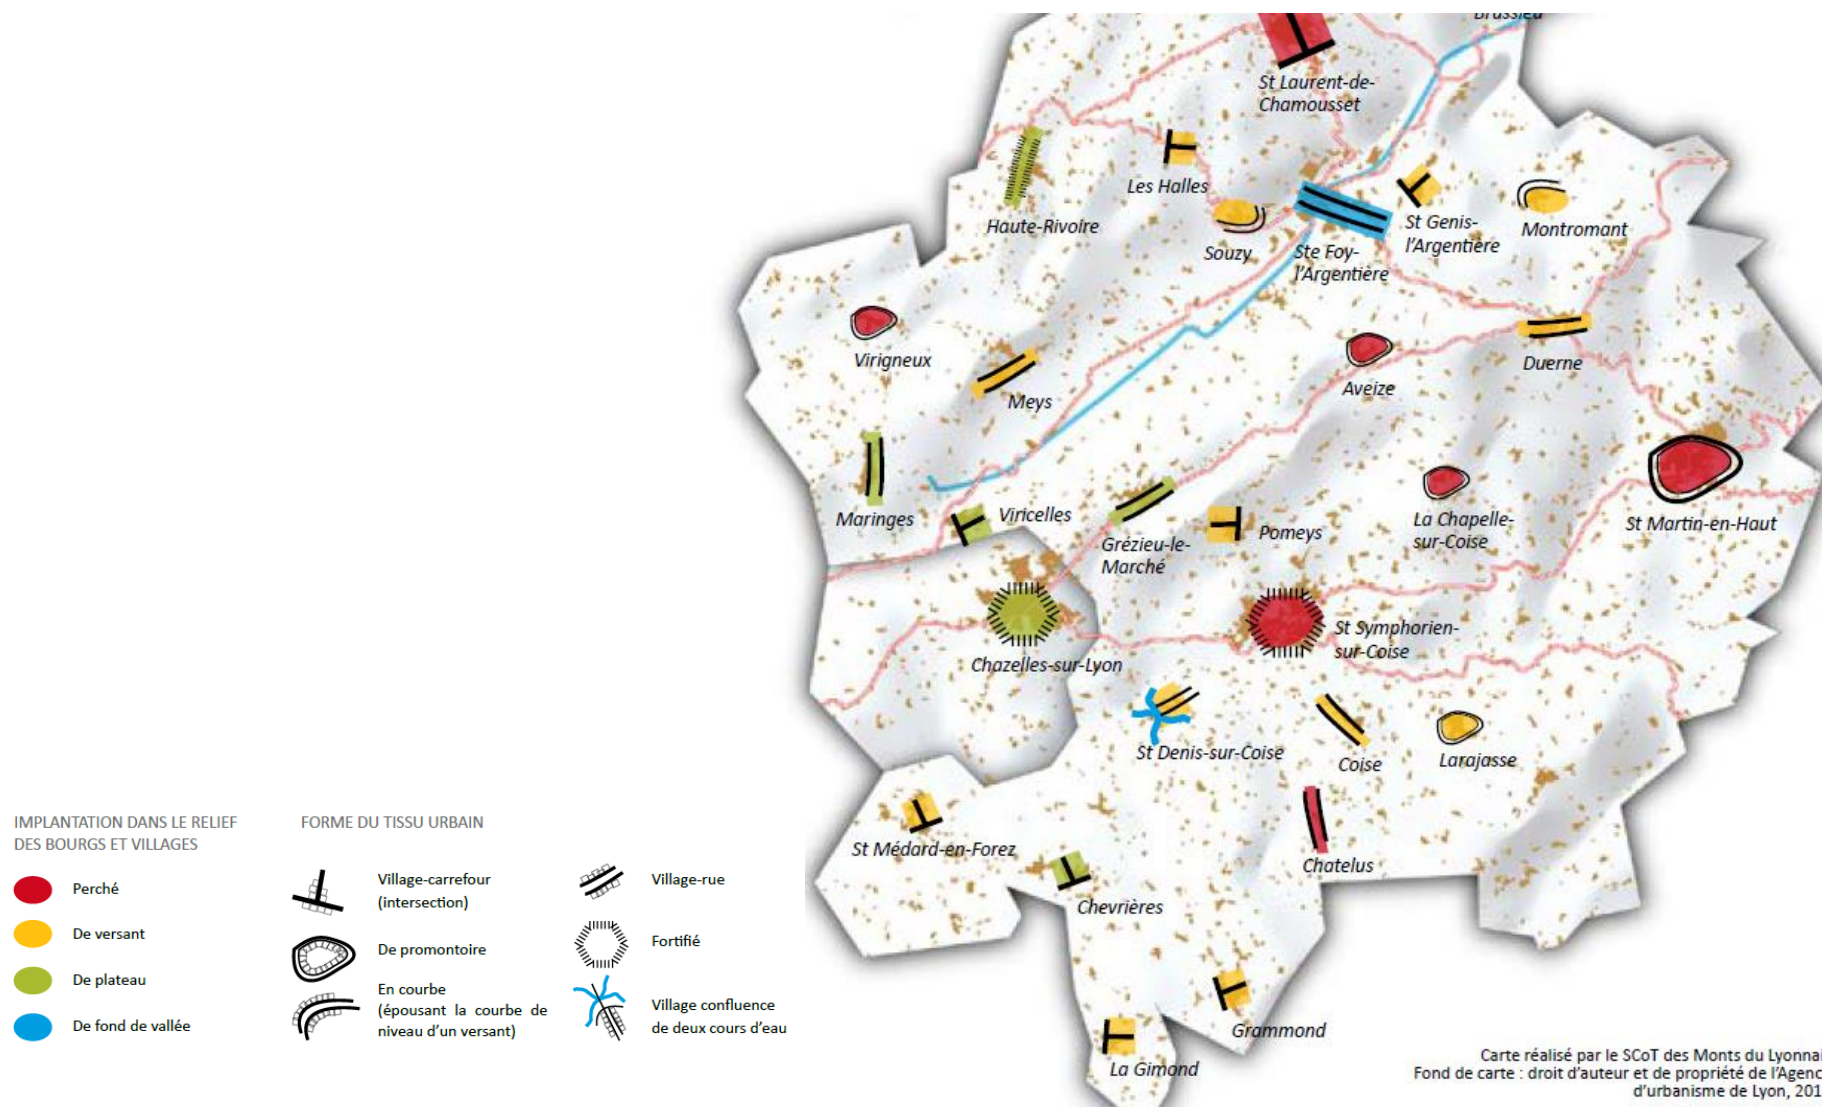 Brussieu
St Laurent-de-
Chamousset
Les Halles
Haute-Rivoire
Souzy
Ste Foy-
l'Argentière
St Genis-
l'Argentière
Montromant
Virigneux
Meys
Aveize
Duerne
Maringes
Viricelles
Grézieu-le-
Marché
Pomeys
La Chapelle-
sur-Coise
St Martin-en-Haut
Chazelles-sur-Lyon
St Symphorien-
sur-Coise
St Denis-sur-Coise
Coise
Larajasse
St Médard-en-Forez
Chatelus
Chevrières
Grammond
La Gimond
IMPLANTATION DANS LE RELIEF
DES BOURGS ET VILLAGES
Perché
De versant
De plateau
De fond de vallée
FORME DU TISSU URBAIN
Village-carrefour
(intersection)
De promontoire
En courbe
(épousant la courbe de
niveau d'un versant)
Village-rue
Fortifié
Village confluence
de deux cours d'eau
Carte réalisé par le SCoT des Monts du Lyonnai
Fond de carte : droit d'auteur et de propriété de l'Agenc
d'urbanisme de Lyon, 201